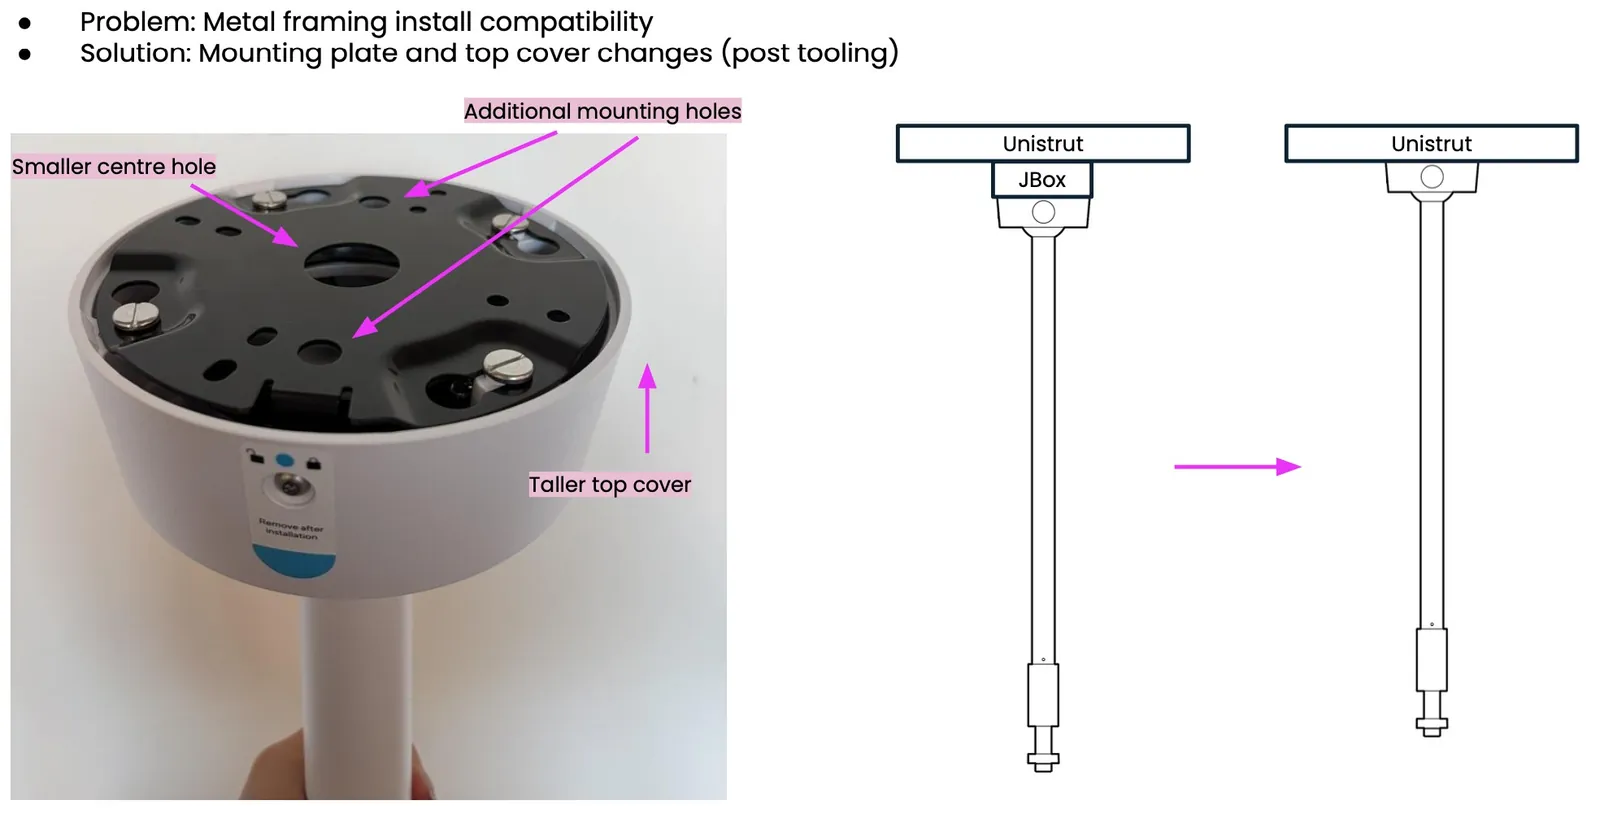 ● Problem: Metal framing install compatibility
● Solution: Mounting plate and top cover changes (post tooling)
Additional mounting holes
Smaller centre hole
Taller top cover
Remove after
installation
Unistrut
JBox
Unistrut